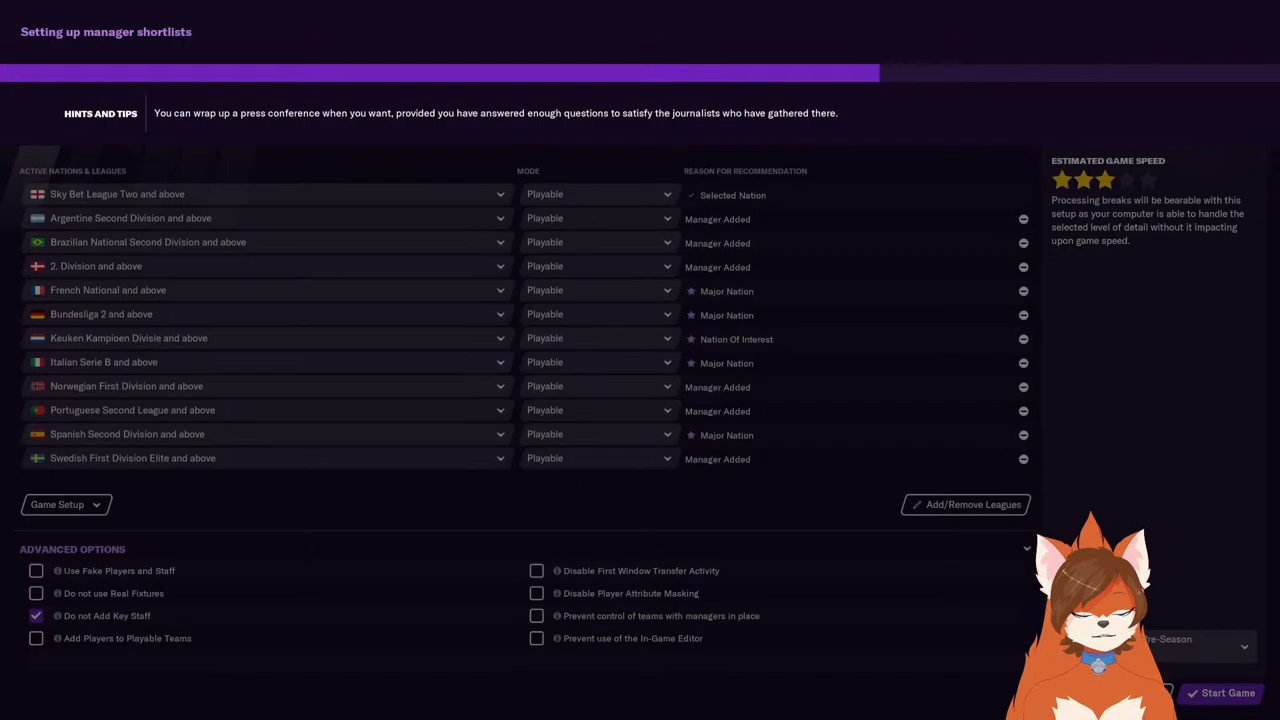 Setting up manager shortlists
HINTS AND TIPS
You can wrap up a press conference when you want, provided you have answered enough questions to satisfy the journalists who have gathered there.
ACTIVE NATIONS & LEAGUES MODE REASON FOR RECOMMENDATION
Sky Bet League Two and above Playable Selected Nation
Argentine Second Division and above Playable Manager Added
Brazilian National Second Division and above Playable Manager Added
2. Division and above Playable Manager Added
French National and above Playable Major Nation
Bundesliga 2 and above Playable Major Nation
Keuken Kampioen Divisie and above Playable Nation Of Interest
Italian Serie B and above Playable Major Nation
Norwegian First Division and above Playable Manager Added
Portuguese Second League and above Playable Manager Added
Spanish Second Division and above Playable Major Nation
Swedish First Division Elite and above Playable Manager Added
ESTIMATED GAME SPEED
Processing breaks will be bearable with this
setup as your computer is able to handle the
selected level of detail without it impacting
upon game speed.
Game Setup
Add/Remove Leagues
ADVANCED OPTIONS
Use Fake Players and Staff
Do not use Real Fixtures
Do not Add Key Staff
Add Players to Playable Teams
Disable First Window Transfer Activity
Disable Player Attribute Masking
Prevent control of teams with managers in place
Prevent use of the In-Game Editor
Pre-Season
Start Game